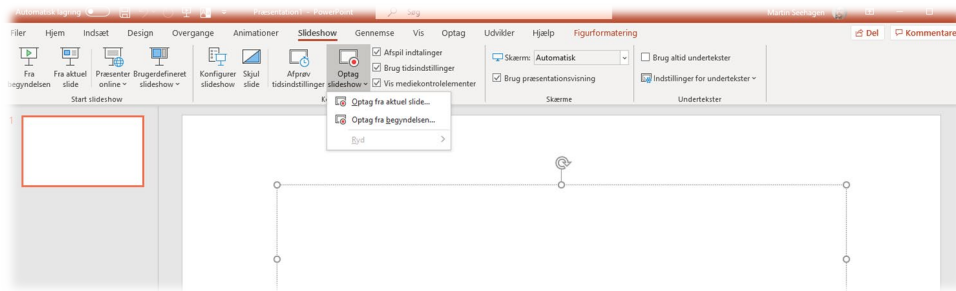 Automatisk lagring
Præsentation1 - PowerPoint
Søg
Martin Seehagen
Filer Hjem Indsæt Design Overgange Animationer Slideshow Gennemse Vis Optag Udvikler Hjælp Figurformatering Del Kommentare
Fra
begyndelsen
Fra aktuel
slide
Præsenter
online
Brugerdefineret
slideshow
Konfigurer
slideshow
Skjul
slide
Afprøv
tidsindstillinger
Optag
slideshow
Afspil indtalinger
Brug tidsindstillinger
Vis mediekontrolelementer
Skærm: Automatisk
Brug præsentationsvisning
Brug altid undertekster
Indstillinger for undertekster
Start slideshow
K
Skærme
Undertekster
Optag fra aktuel slide...
Optag fra begyndelsen...
Ryd
1